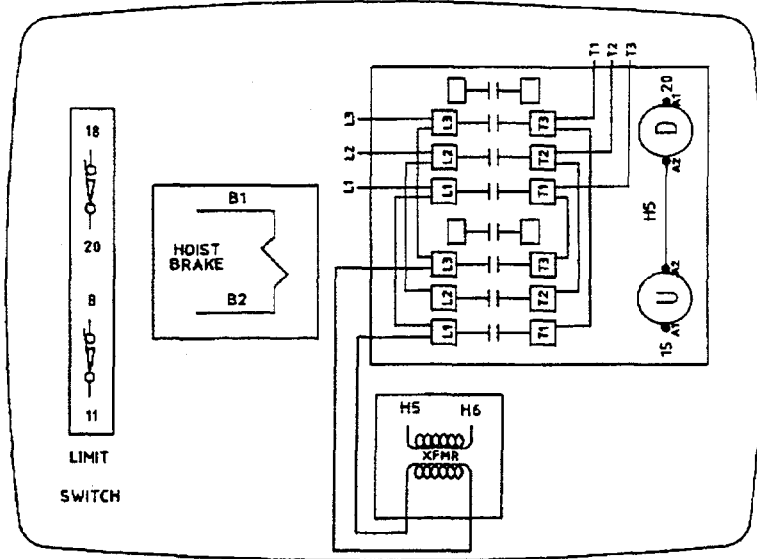 18
20
8
11
LIMIT
SWITCH
B1
HOIST
BRAKE
B2
T1
T2
T3
L3
L2
L1
L3
T3
L2
T2
L1
T1
L3
T3
L2
T2
L1
T1
20
A1
D
A2
H5
A2
U
A1
15
H5 H6
XFMR